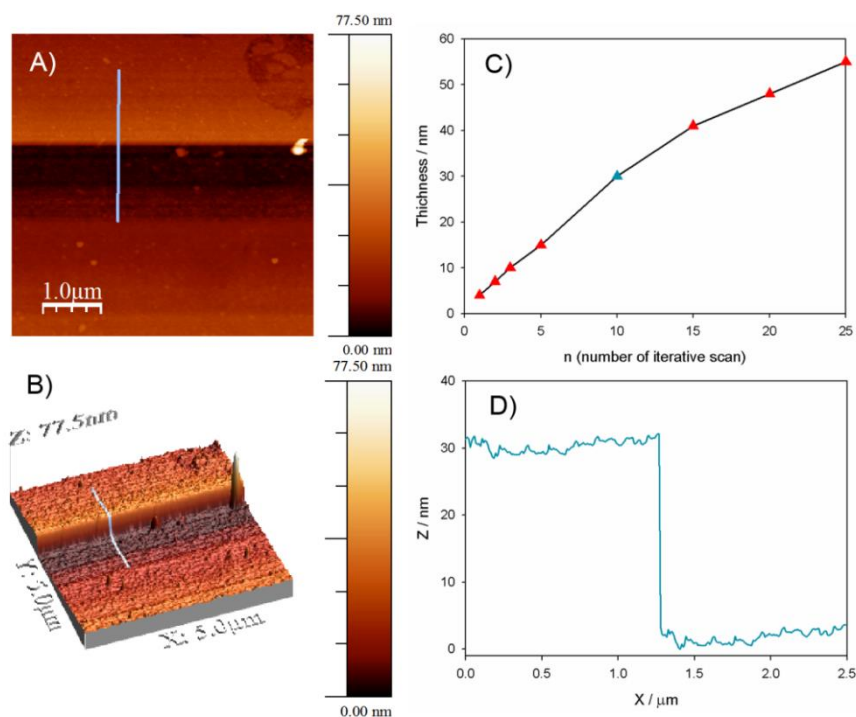 77.50 nm
A)
1.0μm
0.00 nm
77.50 nm
B)
Z: 77.5nm
Y: 5.0μm
X: 5.0μm
0.00 nm
C)
60
50
40
30
20
10
0
Thichness / nm
0 5 10 15 20 25
n (number of iterative scan)
D)
40
30
20
10
0
Z / nm
0.0 0.5 1.0 1.5 2.0 2.5
X / μm